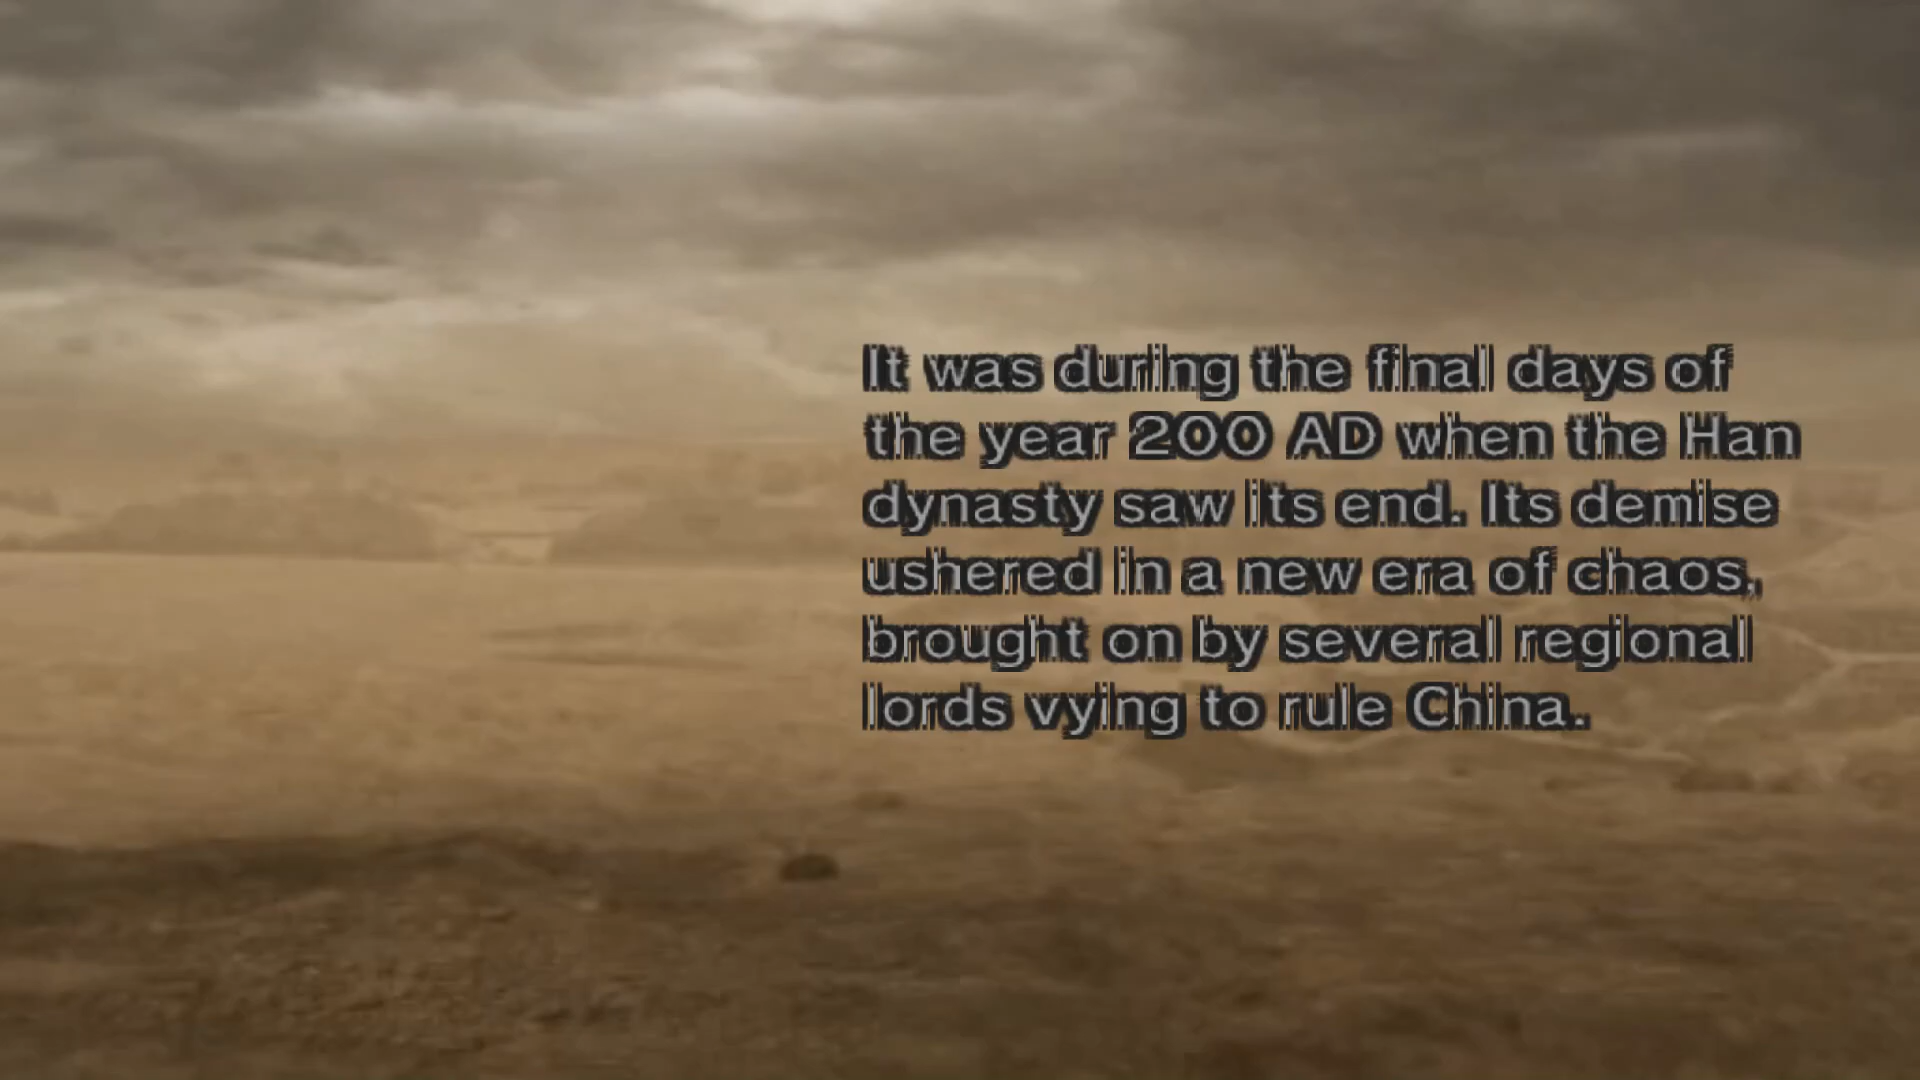 It was during the final days of
the year 200 AD when the Han
dynasty saw its end. Its demise
ushered in a new era of chaos,
brought on by several regional
lords vying to rule China.